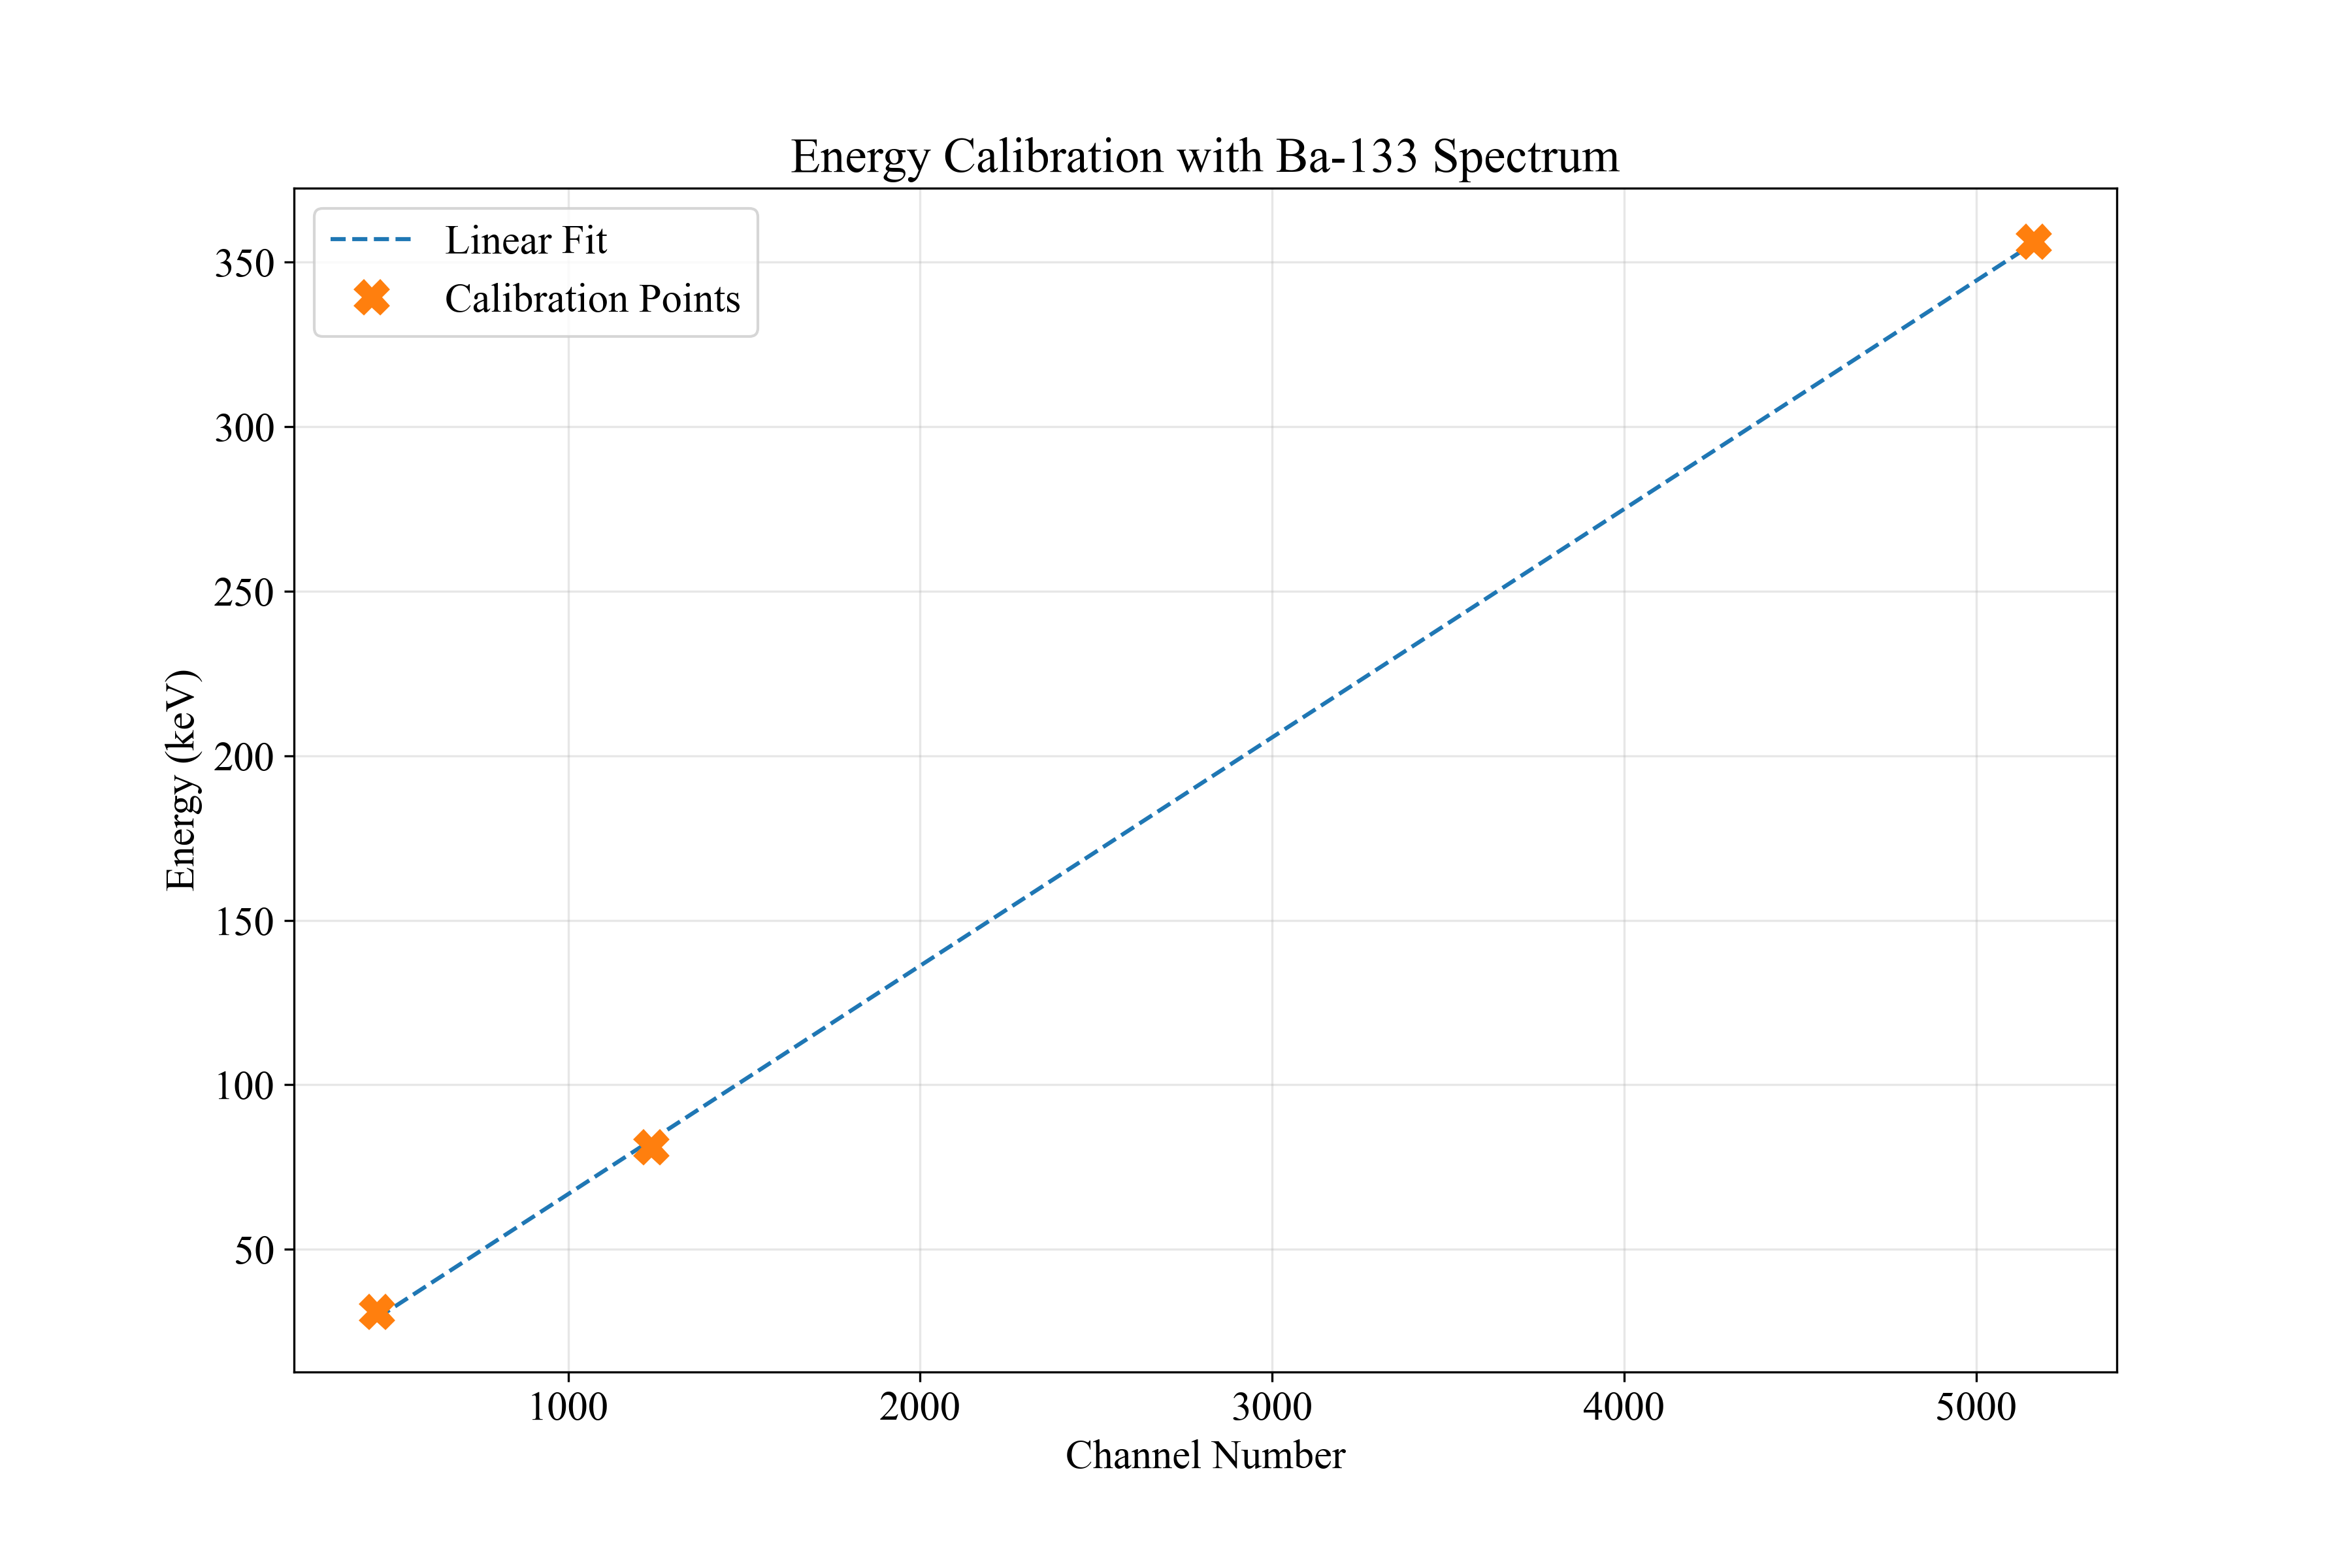 Energy Calibration with Ba-133 Spectrum
Linear Fit
Calibration Points
350
300
250
200
150
100
50
Energy (keV)
1000 2000 3000 4000 5000
Channel Number